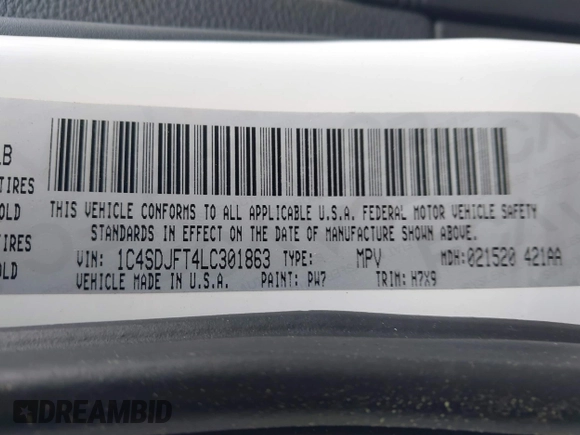 LB
TIRES
OLD
TIRES
OLD
THIS VEHICLE CONFORMS TO ALL APPLICABLE U.S.A. FEDERAL MOTOR VEHICLE SAFETY
STANDARDS IN EFFECT ON THE DATE OF MANUFACTURE SHOWN ABOVE.
VIN: 1C4SDJFT4LC301863 TYPE: MPV MDH:021520 421AA
VEHICLE MADE IN U.S.A. PAINT: PW7 TRIM: H7X9
DREAMBID